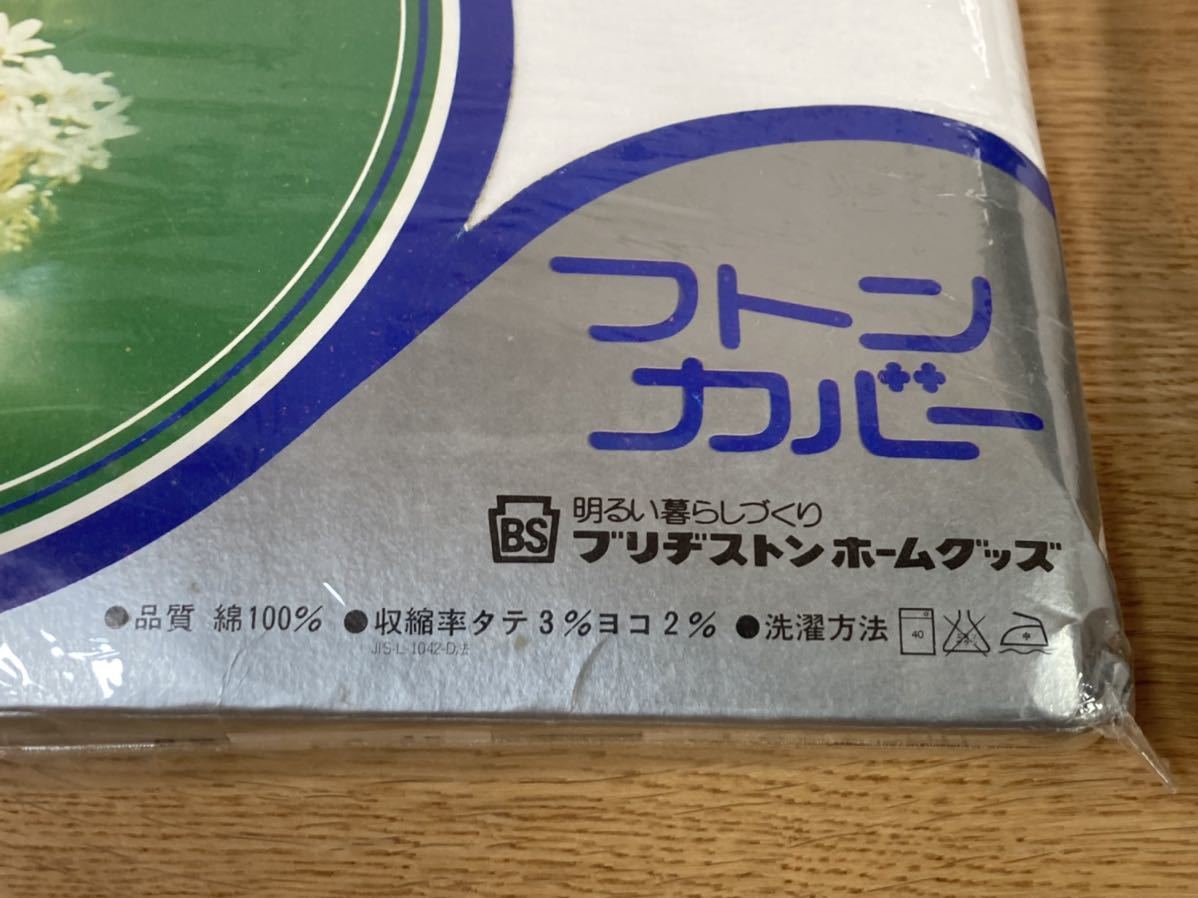 フトン
カバー
BS
明るい暮らしづくり
ブリヂストン ホームグッズ
●品質 綿100% ●収縮率タテ3%ヨコ2% ●洗濯方法 40 中
JIS-L-1042-D法